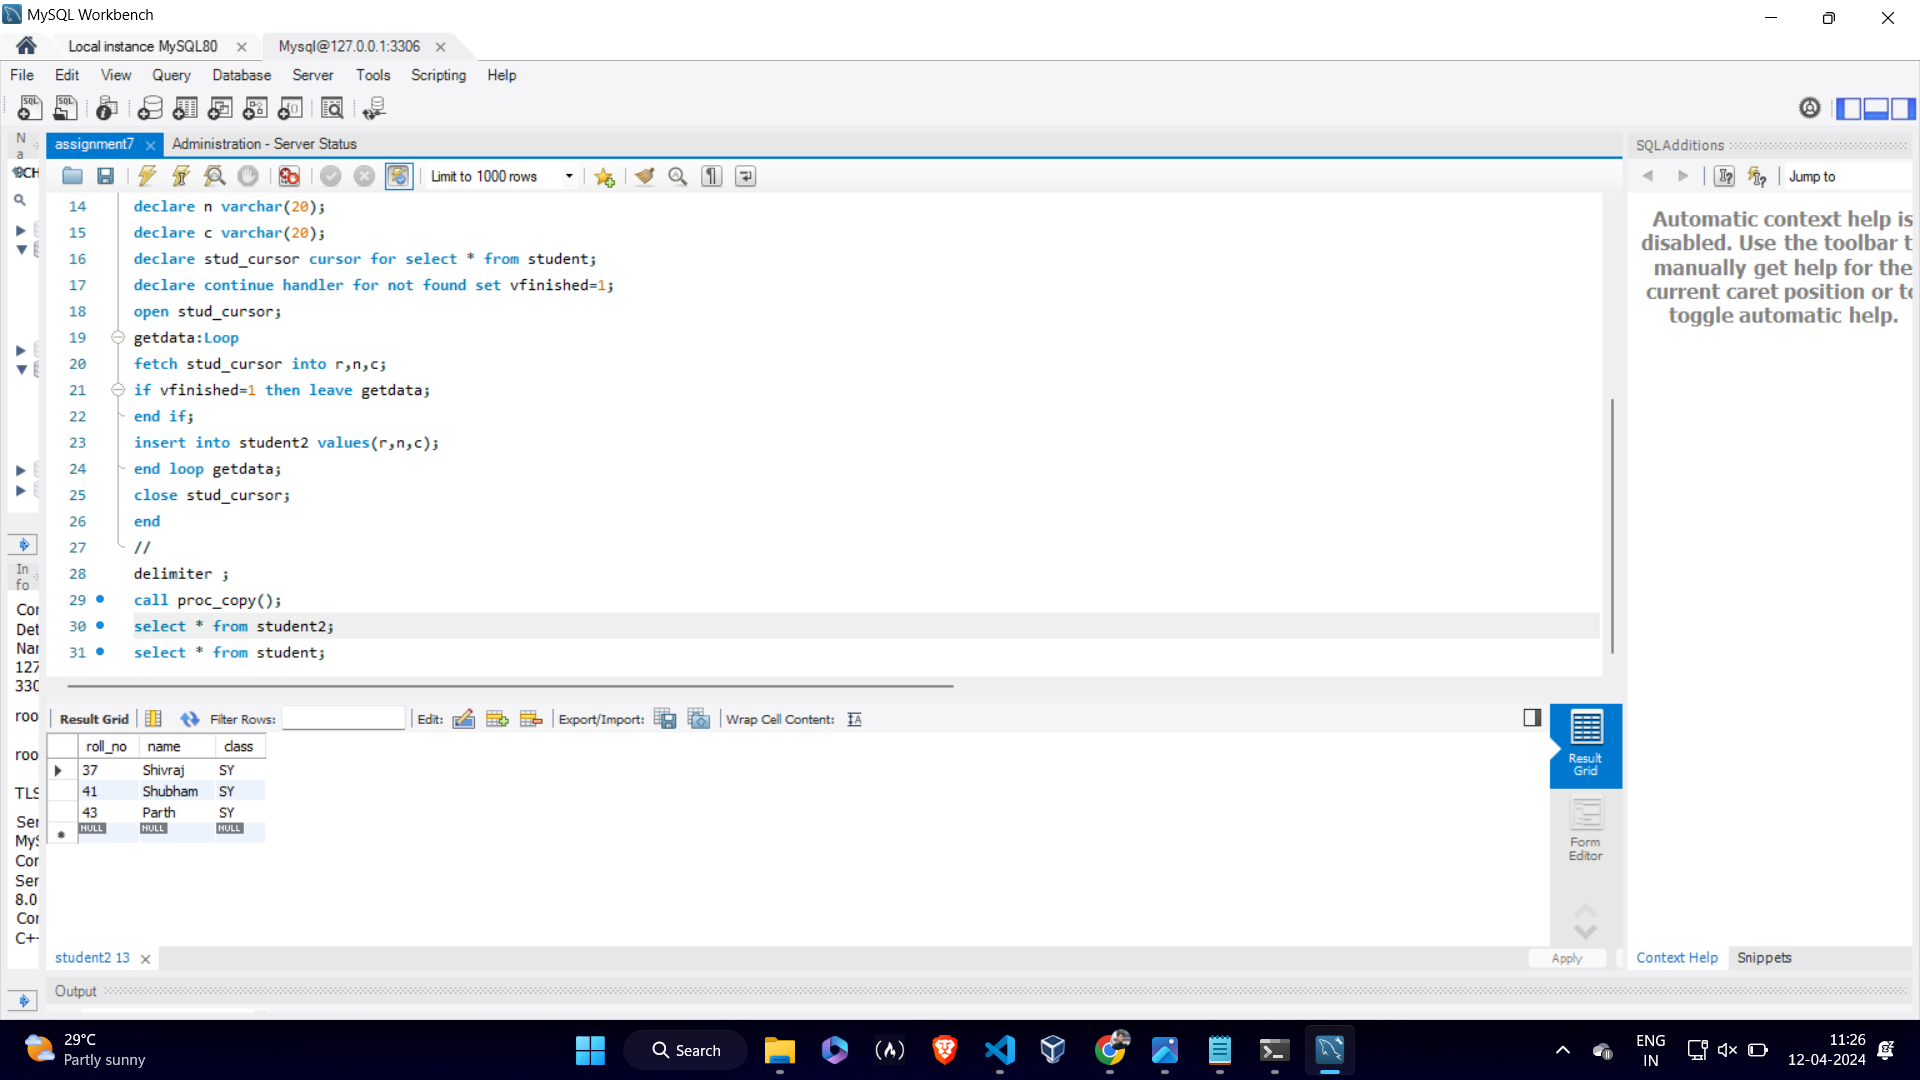 MySQL Workbench
Local instance MySQL80
Mysql@127.0.0.1:3306
File Edit View Query Database Server Tools Scripting Help
assignment7
Administration - Server Status
SQLAdditions
Limit to 1000 rows
Jump to
14 declare n varchar(20);
15 declare c varchar(20);
16 declare stud_cursor cursor for select * from student;
17 declare continue handler for not found set vfinished=1;
18 open stud_cursor;
19 getdata:Loop
20 fetch stud_cursor into r,n,c;
21 if vfinished=1 then leave getdata;
22 end if;
23 insert into student2 values(r,n,c);
24 end loop getdata;
25 close stud_cursor;
26 end
27 //
28 delimiter ;
29 call proc_copy();
30 select * from student2;
31 select * from student;
Automatic context help is
disabled. Use the toolbar t
manually get help for the
current caret position or to
toggle automatic help.
N
a
In
fo
Cor
Det
Nar
127
330
roo
roo
TLS
Ser
MyS
Cor
Ser
8.0
Cor
C++
Result Grid Filter Rows: Edit: Export/Import: Wrap Cell Content:
roll_no name class
37 Shivraj SY
41 Shubham SY
43 Parth SY
NULL NULL NULL
Result
Grid
Form
Editor
student2 13
Apply
Context Help Snippets
Output
29°C
Partly sunny
Search
ENG
IN
11:26
12-04-2024